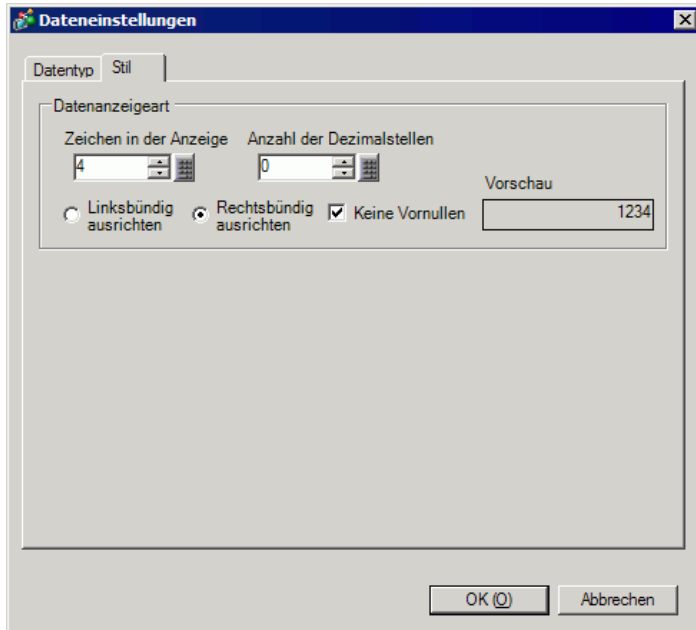 Dateneinstellungen
Datentyp Stil
Datenanzeigeart
Zeichen in der Anzeige Anzahl der Dezimalstellen
4 0
Vorschau
Linksbündig ausrichten
Rechtsbündig ausrichten
Keine Vornullen
1234
OK (O) Abbrechen